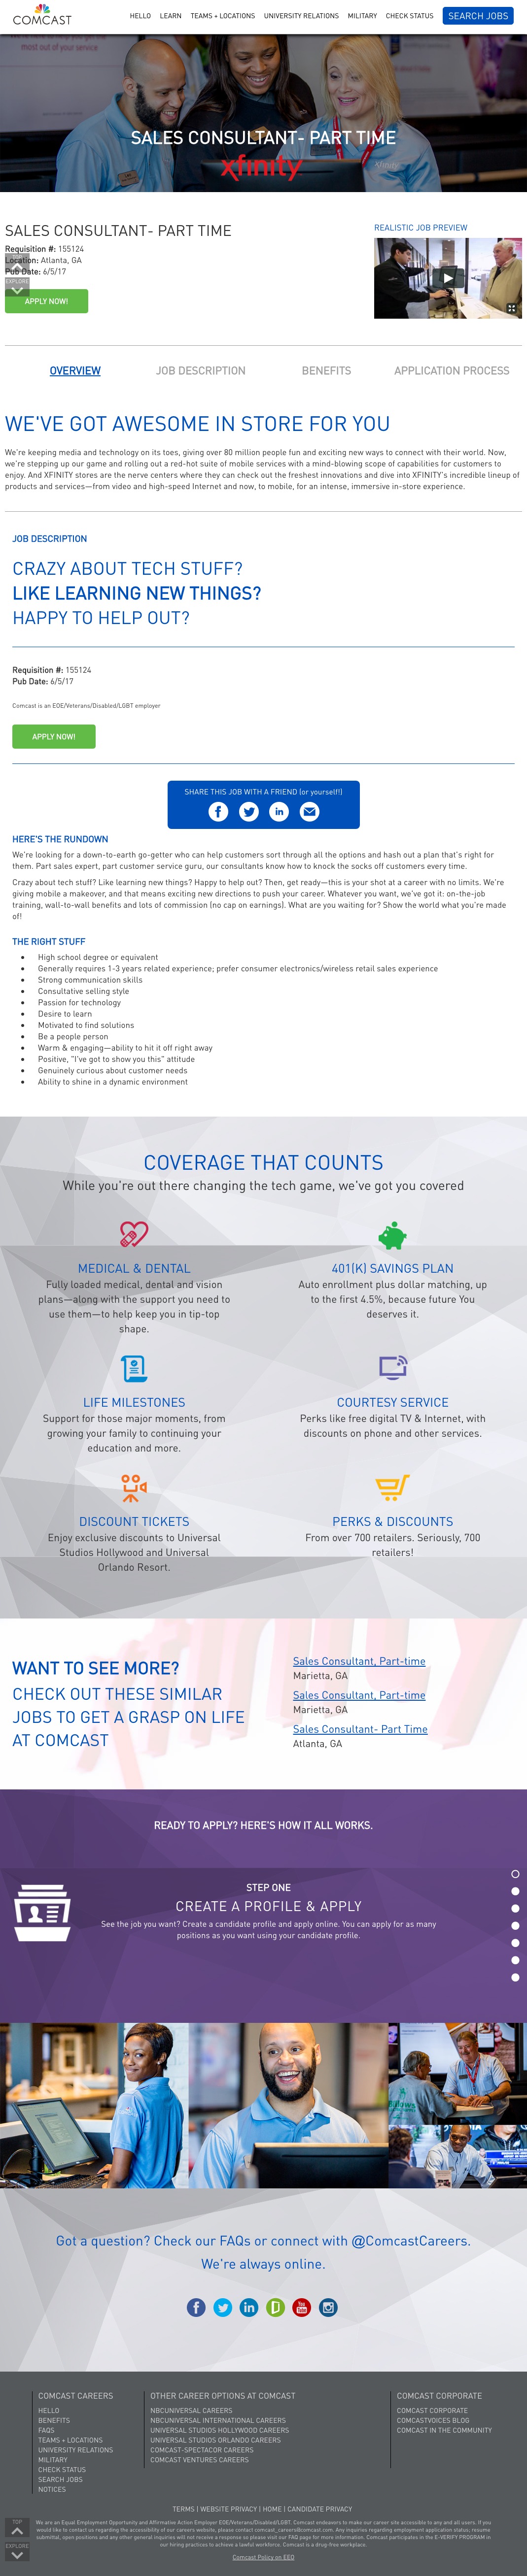 COMCAST
HELLO LEARN TEAMS + LOCATIONS UNIVERSITY RELATIONS MILITARY CHECK STATUS SEARCH JOBS
SALES CONSULTANT- PART TIME
xfinity
SALES CONSULTANT- PART TIME
Requisition #: 155124
Location: Atlanta, GA
Pub Date: 6/5/17
EXPLORE
APPLY NOW!
REALISTIC JOB PREVIEW
OVERVIEW JOB DESCRIPTION BENEFITS APPLICATION PROCESS
WE'VE GOT AWESOME IN STORE FOR YOU
We're keeping media and technology on its toes, giving over 80 million people fun and exciting new ways to connect with their world. Now,
we're stepping up our game and rolling out a red-hot suite of mobile services with a mind-blowing scope of capabilities for customers to
enjoy. And XFINITY stores are the nerve centers where they can check out the freshest innovations and dive into XFINITY's incredible lineup of
products and services—from video and high-speed Internet and now, to mobile, for an intense, immersive in-store experience.
JOB DESCRIPTION
CRAZY ABOUT TECH STUFF?
LIKE LEARNING NEW THINGS?
HAPPY TO HELP OUT?
Requisition #: 155124
Pub Date: 6/5/17
Comcast is an EOE/Veterans/Disabled/LGBT employer
APPLY NOW!
SHARE THIS JOB WITH A FRIEND (or yourself!)
HERE'S THE RUNDOWN
We're looking for a down-to-earth go-getter who can help customers sort through all the options and hash out a plan that's right for
them. Part sales expert, part customer service guru, our consultants know how to knock the socks off customers every time.
Crazy about tech stuff? Like learning new things? Happy to help out? Then, get ready—this is your shot at a career with no limits. We're
giving mobile a makeover, and that means exciting new directions to push your career. Whatever you want, we've got it: on-the-job
training, wall-to-wall benefits and lots of commission (no cap on earnings). What are you waiting for? Show the world what you're made
of!
THE RIGHT STUFF
• High school degree or equivalent
• Generally requires 1-3 years related experience; prefer consumer electronics/wireless retail sales experience
• Strong communication skills
• Consultative selling style
• Passion for technology
• Desire to learn
• Motivated to find solutions
• Be a people person
• Warm & engaging—ability to hit it off right away
• Positive, "I've got to show you this" attitude
• Genuinely curious about customer needs
• Ability to shine in a dynamic environment
COVERAGE THAT COUNTS
While you're out there changing the tech game, we've got you covered
MEDICAL & DENTAL
Fully loaded medical, dental and vision
plans—along with the support you need to
use them—to help keep you in tip-top
shape.
401(K) SAVINGS PLAN
Auto enrollment plus dollar matching, up
to the first 4.5%, because future You
deserves it.
LIFE MILESTONES
Support for those major moments, from
growing your family to continuing your
education and more.
COURTESY SERVICE
Perks like free digital TV & Internet, with
discounts on phone and other services.
DISCOUNT TICKETS
Enjoy exclusive discounts to Universal
Studios Hollywood and Universal
Orlando Resort.
PERKS & DISCOUNTS
From over 700 retailers. Seriously, 700
retailers!
WANT TO SEE MORE?
CHECK OUT THESE SIMILAR
JOBS TO GET A GRASP ON LIFE
AT COMCAST
Sales Consultant, Part-time
Marietta, GA
Sales Consultant, Part-time
Marietta, GA
Sales Consultant- Part Time
Atlanta, GA
READY TO APPLY? HERE'S HOW IT ALL WORKS.
STEP ONE
CREATE A PROFILE & APPLY
See the job you want? Create a candidate profile and apply online. You can apply for as many
positions as you want using your candidate profile.
Got a question? Check our FAQs or connect with @ComcastCareers.
We're always online.
COMCAST CAREERS
HELLO
BENEFITS
FAQS
TEAMS + LOCATIONS
UNIVERSITY RELATIONS
MILITARY
CHECK STATUS
SEARCH JOBS
NOTICES
OTHER CAREER OPTIONS AT COMCAST
NBCUNIVERSAL CAREERS
NBCUNIVERSAL INTERNATIONAL CAREERS
UNIVERSAL STUDIOS HOLLYWOOD CAREERS
UNIVERSAL STUDIOS ORLANDO CAREERS
COMCAST-SPECTACOR CAREERS
COMCAST VENTURES CAREERS
COMCAST CORPORATE
COMCAST CORPORATE
COMCASTVOICES BLOG
COMCAST IN THE COMMUNITY
TERMS | WEBSITE PRIVACY | HOME | CANDIDATE PRIVACY
TOP
EXPLORE
We are an Equal Employment Opportunity and Affirmative Action Employer EOE/Veterans/Disabled/LGBT. Comcast endeavors to make our career site accessible to any and all users. If you
would like to contact us regarding the accessibility of our careers website, please contact comcast_careers@comcast.com. Any inquiries regarding employment application status; resume
submittal, open positions and any other general inquiries will not receive a response so please visit our FAQ page for more information. Comcast participates in the E-VERIFY PROGRAM in
our hiring practices to achieve a lawful workforce. Comcast is a drug-free workplace.
Comcast Policy on EEO